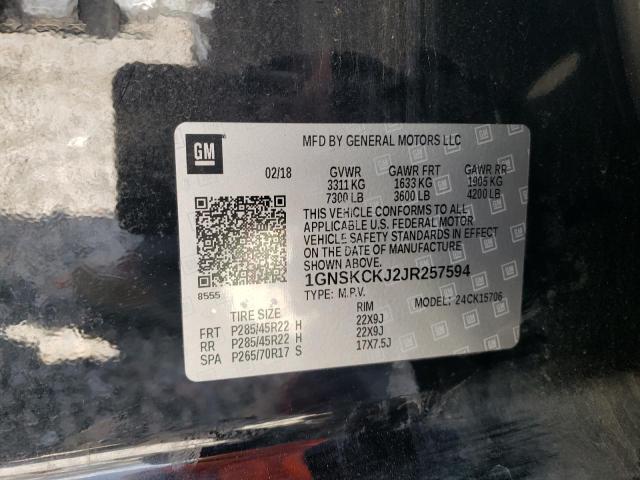 GM
MFD BY GENERAL MOTORS LLC
02/18 GVWR GAWR FRT GAWR RR
3311 KG 1633 KG 1905 KG
7300 LB 3600 LB 4200 LB
THIS VEHICLE CONFORMS TO ALL
APPLICABLE U.S. FEDERAL MOTOR
VEHICLE SAFETY STANDARDS IN EFFECT
ON THE DATE OF MANUFACTURE
SHOWN ABOVE.
1GNSKCKJ2JR257594
8555
TYPE: M.P.V. MODEL: 24CK15706
TIRE SIZE RIM
FRT P285/45R22 H 22X9J
RR P285/45R22 H 22X9J
SPA P265/70R17 S 17X7.5J